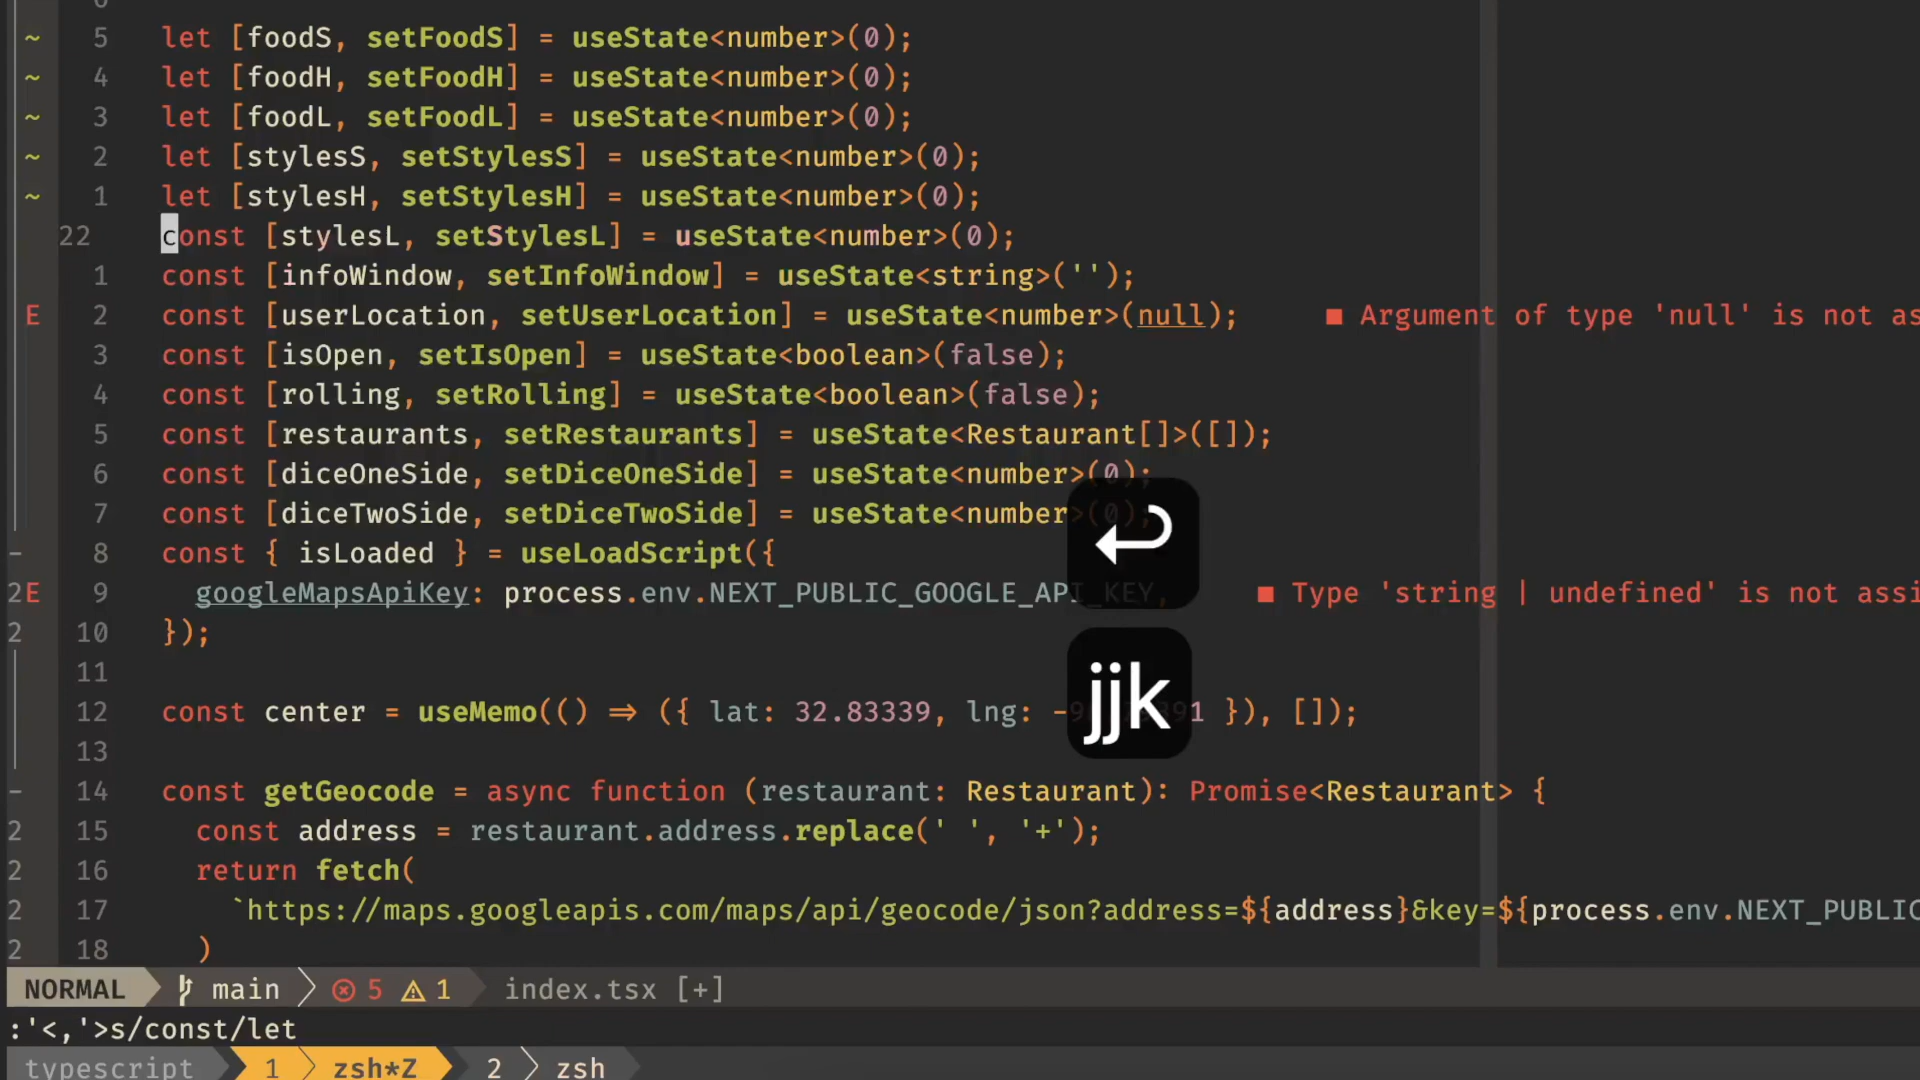 ~ 5 let [foodS, setFoodS] = useState<number>(0);
~ 4 let [foodH, setFoodH] = useState<number>(0);
~ 3 let [foodL, setFoodL] = useState<number>(0);
~ 2 let [stylesS, setStylesS] = useState<number>(0);
~ 1 let [stylesH, setStylesH] = useState<number>(0);
22 const [stylesL, setStylesL] = useState<number>(0);
1 const [infoWindow, setInfoWindow] = useState<string>('');
E 2 const [userLocation, setUserLocation] = useState<number>(null); ■ Argument of type 'null' is not as
3 const [isOpen, setIsOpen] = useState<boolean>(false);
4 const [rolling, setRolling] = useState<boolean>(false);
5 const [restaurants, setRestaurants] = useState<Restaurant[]>([]);
6 const [diceOneSide, setDiceOneSide] = useState<number>(0);
7 const [diceTwoSide, setDiceTwoSide] = useState<number>(0);
- 8 const { isLoaded } = useLoadScript({
2E 9 googleMapsApiKey: process.env.NEXT_PUBLIC_GOOGLE_API_KEY, ■ Type 'string | undefined' is not assi
2 10 });
11
jjk
12 const center = useMemo(() => ({ lat: 32.83339, lng: }), []);
13
- 14 const getGeocode = async function (restaurant: Restaurant): Promise<Restaurant> {
2 15 const address = restaurant.address.replace(' ', '+');
2 16 return fetch(
2 17 `https://maps.googleapis.com/maps/api/geocode/json?address=${address}&key=${process.env.NEXT_PUBLIC
2 18 )
NORMAL main 5 1 index.tsx [+]
:'<,'>s/const/let
typescript 1 zsh*Z 2 zsh